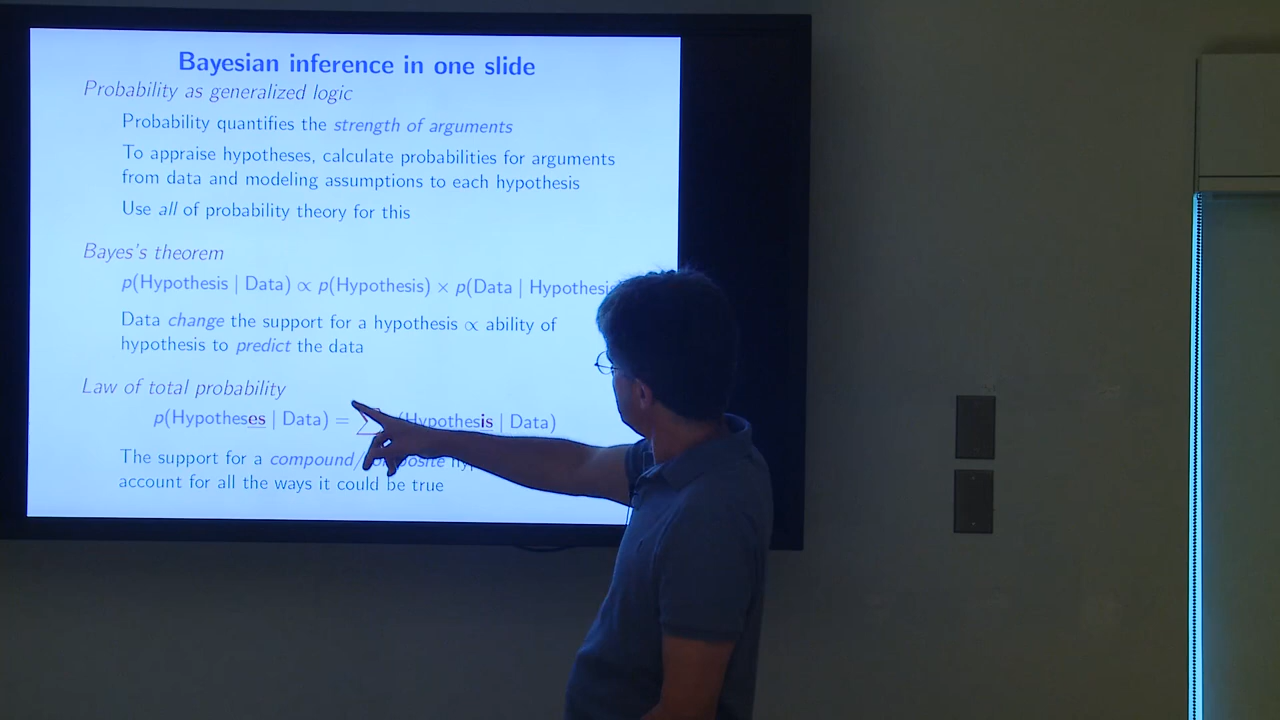 Bayesian inference in one slide
Probability as generalized logic
Probability quantifies the strength of arguments
To appraise hypotheses, calculate probabilities for arguments
from data and modeling assumptions to each hypothesis
Use all of probability theory for this
Bayes's theorem
p(Hypothesis | Data) ∝ p(Hypothesis) × p(Data | Hypothesis
Data change the support for a hypothesis ∝ ability of
hypothesis to predict the data
Law of total probability
p(Hypotheses | Data) = ∑ (Hypothesis | Data)
The support for a compound/
account for all the ways it could be true